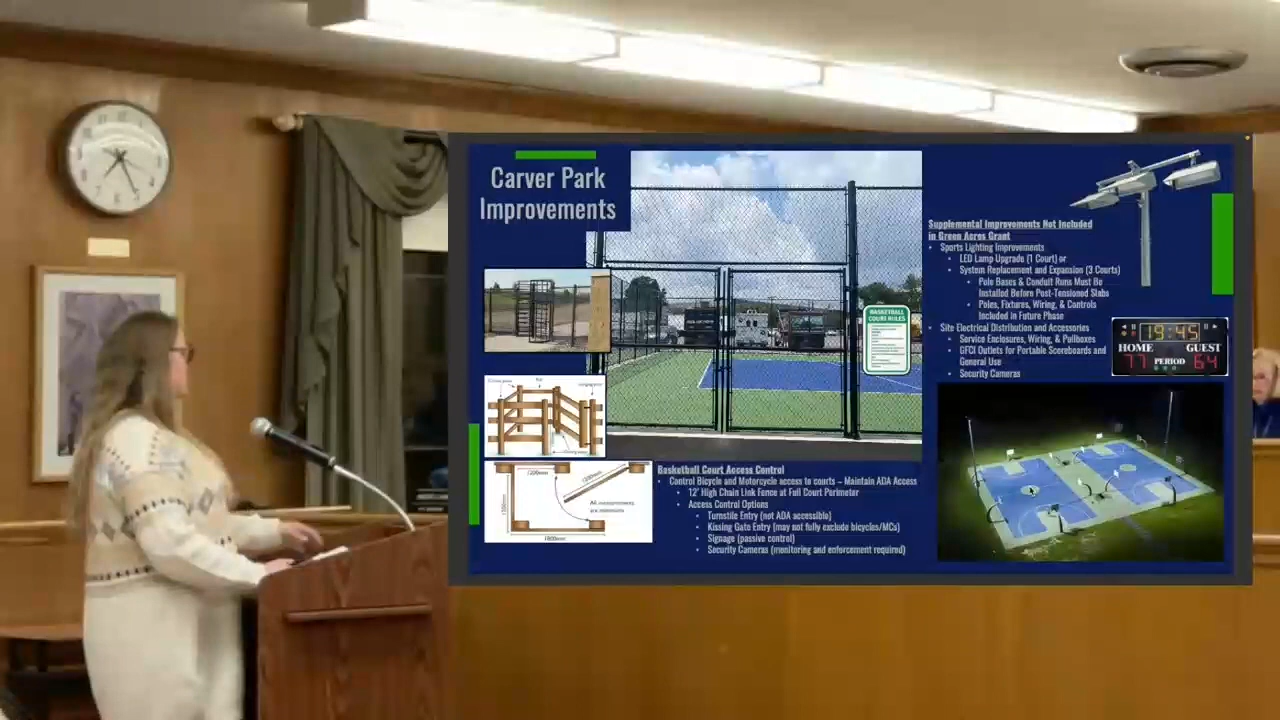 Carver Park
Improvements
BASKETBALL
COURT RULES
Supplemental Improvements Not Included
in Green Acres Grant
• Sports Lighting Improvements
• LED Lamp Upgrade (1 Court) or
• System Replacement and Expansion (3 Courts)
• Pole Bases & Conduit Runs Must Be
Installed Before Post-Tensioned Slabs
• Poles, Fixtures, Wiring, & Controls
Included in Future Phase
• Site Electrical Distribution and Accessories
• Service Enclosures, Wiring, & Pullboxes
• GFCI Outlets for Portable Scoreboards and
General Use
• Security Cameras
19:45
HOME GUEST
77 PERIOD 64
Basketball Court Access Control
• Control Bicycle and Motorcycle access to courts – Maintain ADA Access
• 12' High Chain Link Fence at Full Court Perimeter
• Access Control Options
• Turnstile Entry (not ADA accessible)
• Kissing Gate Entry (may not fully exclude bicycles/MCs)
• Signage (passive control)
• Security Cameras (monitoring and enforcement required)